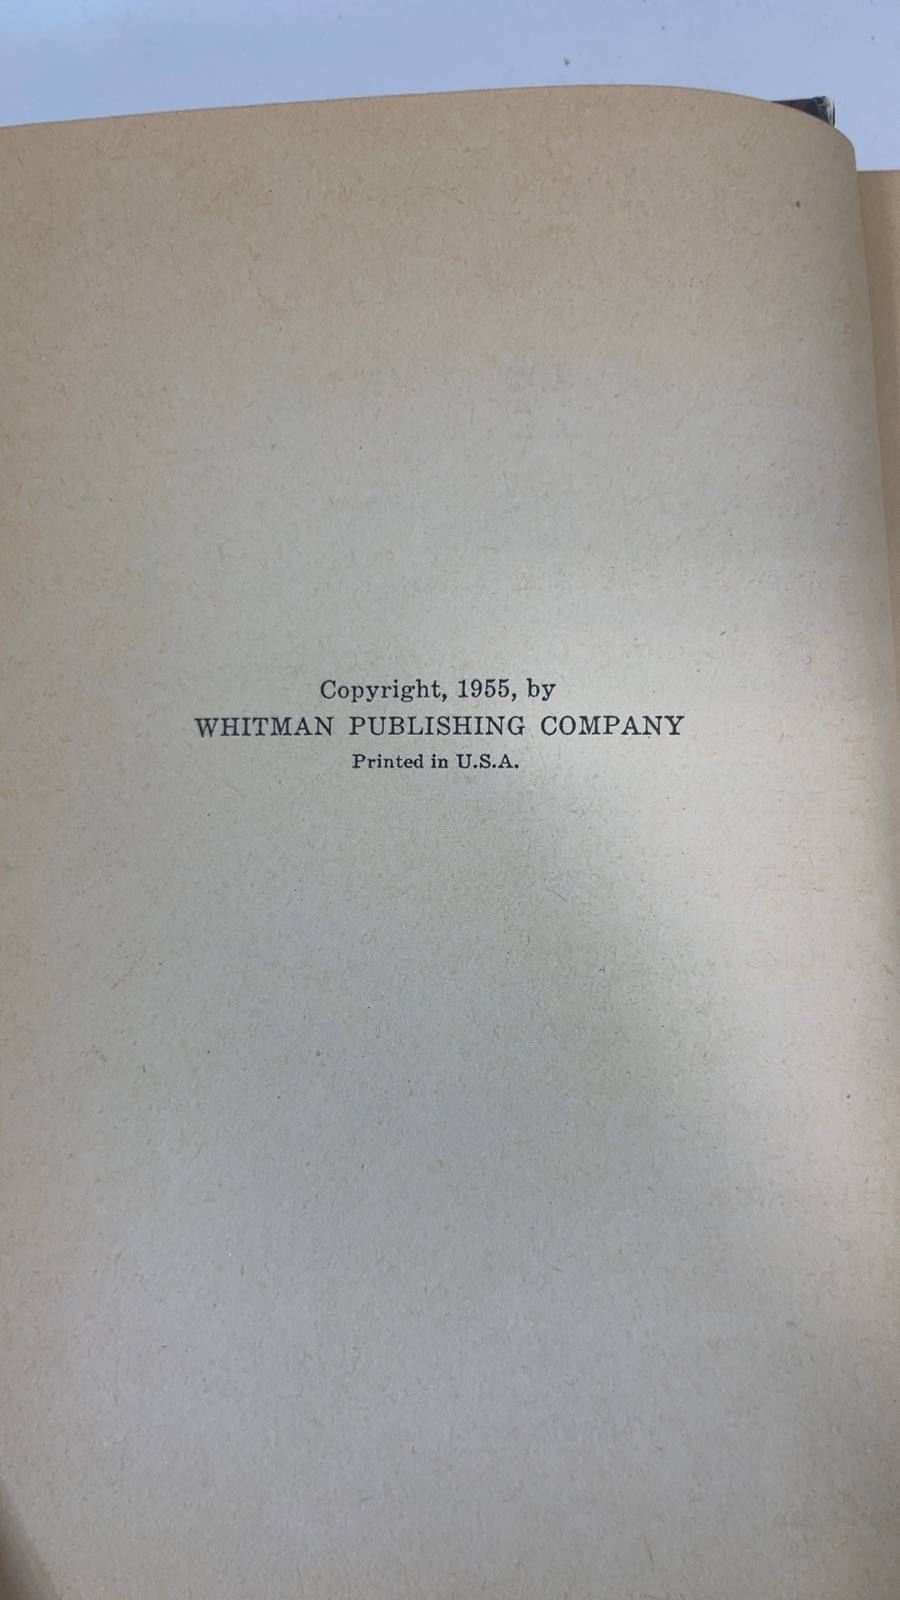 Copyright, 1955, by
WHITMAN PUBLISHING COMPANY
Printed in U.S.A.